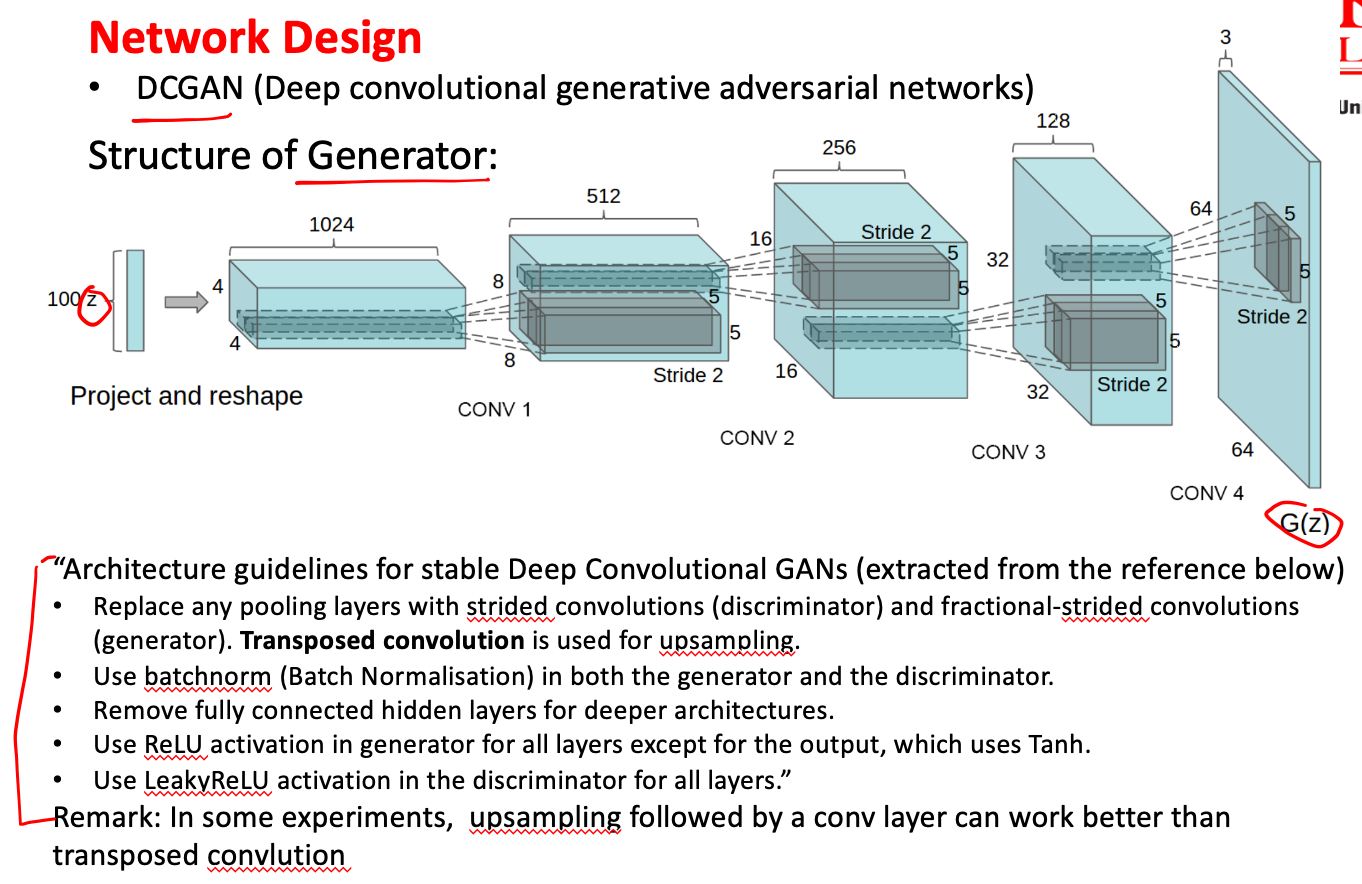 Network Design
• DCGAN (Deep convolutional generative adversarial networks)
Structure of Generator:
100 z
Project and reshape
1024
4
4
512
8
8
5
5
Stride 2
CONV 1
256
16
16
Stride 2
5
5
CONV 2
128
32
32
5
5
Stride 2
CONV 3
3
64
5
5
Stride 2
64
CONV 4
G(z)
Un
“Architecture guidelines for stable Deep Convolutional GANs (extracted from the reference below)
• Replace any pooling layers with strided convolutions (discriminator) and fractional-strided convolutions
(generator). Transposed convolution is used for upsampling.
• Use batchnorm (Batch Normalisation) in both the generator and the discriminator.
• Remove fully connected hidden layers for deeper architectures.
• Use ReLU activation in generator for all layers except for the output, which uses Tanh.
• Use LeakyReLU activation in the discriminator for all layers.”
Remark: In some experiments, upsampling followed by a conv layer can work better than
transposed convlution